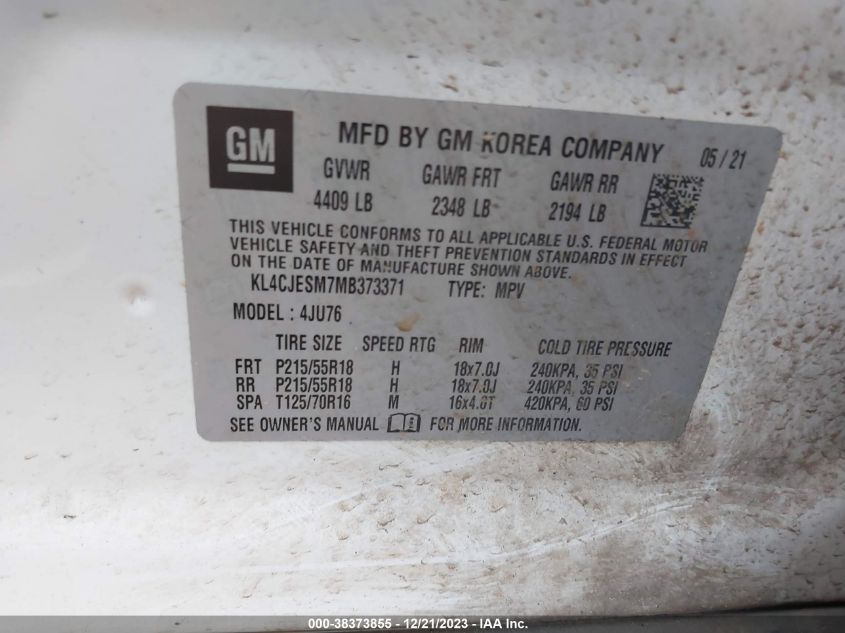 GM
MFD BY GM KOREA COMPANY 05/21
GVWR GAWR FRT GAWR RR
4409 LB 2348 LB 2194 LB
THIS VEHICLE CONFORMS TO ALL APPLICABLE U.S. FEDERAL MOTOR
VEHICLE SAFETY AND THEFT PREVENTION STANDARDS IN EFFECT
ON THE DATE OF MANUFACTURE SHOWN ABOVE.
KL4CJESM7MB373371 TYPE: MPV
MODEL: 4JU76
TIRE SIZE SPEED RTG RIM COLD TIRE PRESSURE
FRT P215/55R18 H 18x7.0J 240KPA, 35 PSI
RR P215/55R18 H 18x7.0J 240KPA, 35 PSI
SPA T125/70R16 M 16x4.0T 420KPA, 60 PSI
SEE OWNER'S MANUAL FOR MORE INFORMATION.
000-38373855 - 12/21/2023 - IAA Inc.